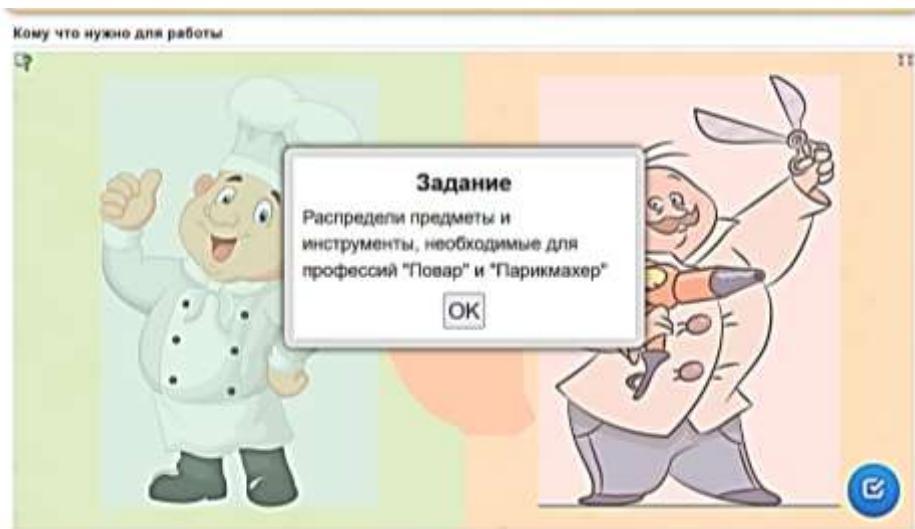 Кому что нужно для работы
Задание
Распредели предметы и
инструменты, необходимые для
профессий "Повар" и "Парикмахер"
OK